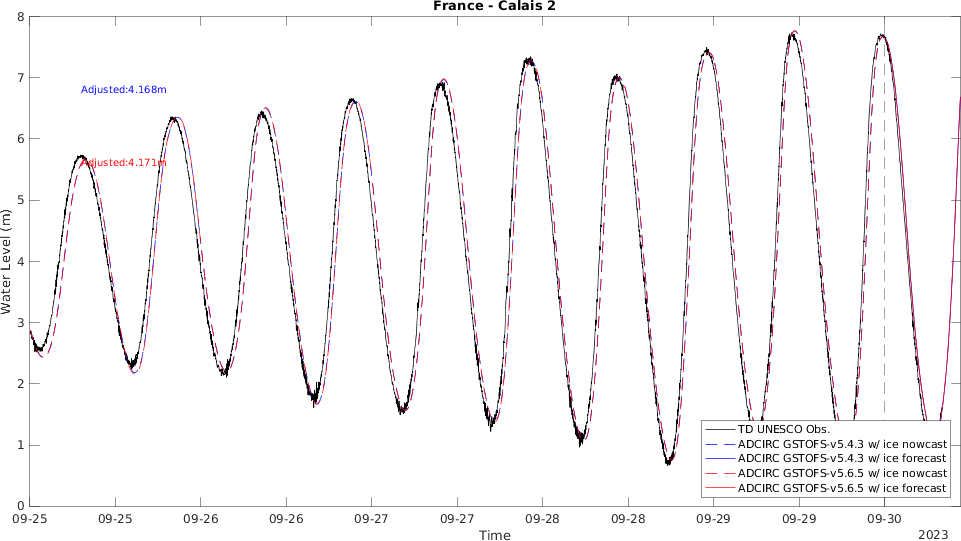 France - Calais 2
8
7
6
5
4
3
2
1
0
Water Level (m)
Adjusted:4.168m
Adjusted:4.171m
TD UNESCO Obs.
ADCIRC GSTOFS-v5.4.3 w/ ice nowcast
ADCIRC GSTOFS-v5.4.3 w/ ice forecast
ADCIRC GSTOFS-v5.6.5 w/ ice nowcast
ADCIRC GSTOFS-v5.6.5 w/ ice forecast
09-25 09-25 09-26 09-26 09-27 09-27 09-28 09-28 09-29 09-29 09-30
Time
2023